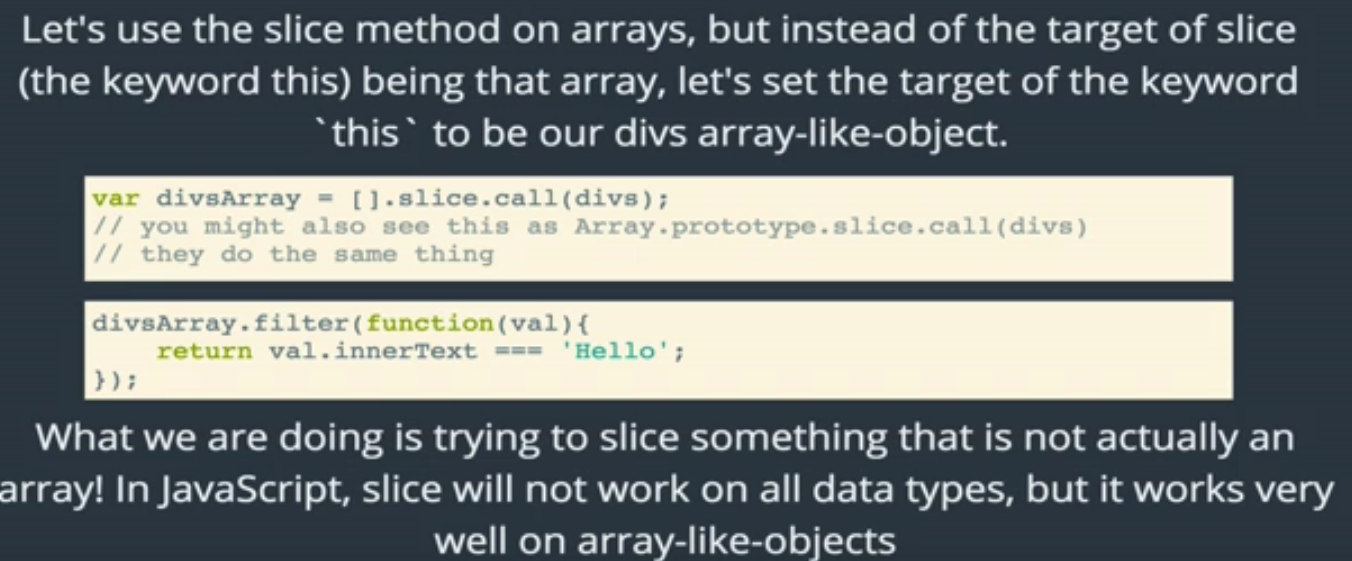 Let's use the slice method on arrays, but instead of the target of slice
(the keyword this) being that array, let's set the target of the keyword
`this` to be our divs array-like-object.
var divsArray = [].slice.call(divs);
// you might also see this as Array.prototype.slice.call(divs)
// they do the same thing
divsArray.filter(function(val){
    return val.innerText === 'Hello';
});
What we are doing is trying to slice something that is not actually an
array! In JavaScript, slice will not work on all data types, but it works very
well on array-like-objects